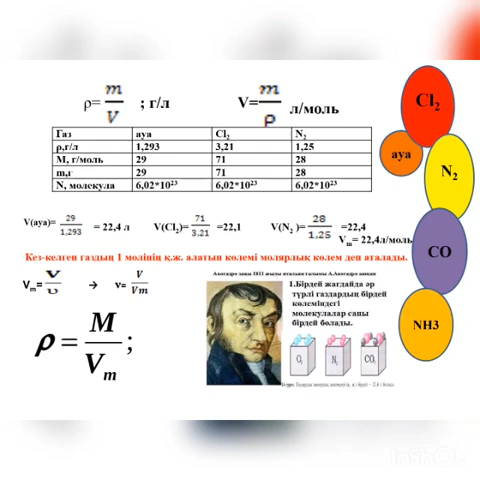 ρ= m/V ; г/л V= m/ρ л/моль
Cl2
Газ ауа Cl2 N2
ρ,г/л 1,293 3,21 1,25
M, г/моль 29 71 28
m,г 29 71 28
N, молекула 6,02*10²³ 6,02*10²³ 6,02*10²³
ауа
N2
V(ауа)= 29/1,293 = 22,4 л V(Cl2)= 71/3,21 =22,1 V(N2 )= 28/1.25 =22,4
Vm= 22,4л/моль
Кез-келген газдың 1 молінің қ.ж. алатын көлемі молярлық көлем деп аталады.
CO
Vm= V/υ → ν= V/Vm
Авогадро заңы 1811 жылы италян ғалымы А.Авогадро ашқан
1.Бірдей жағдайда әр
түрлі газдардың бірдей
көлеміндегі
молекулалар саны
бірдей болады.
ρ = M/Vm ;
O2 N2 CO2
NH3